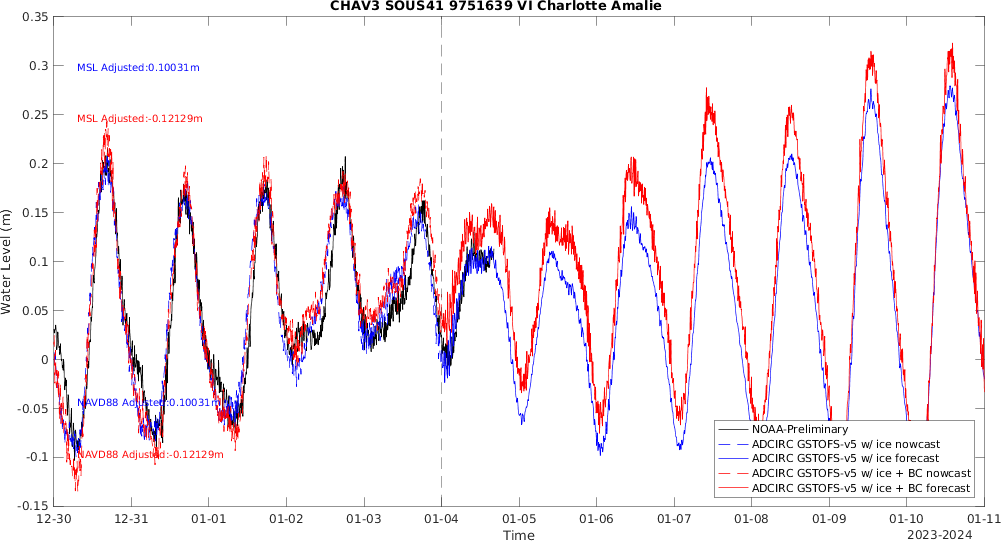 CHAV3 SOUS41 9751639 VI Charlotte Amalie
0.35
0.3
0.25
0.2
0.15
0.1
0.05
0
-0.05
-0.1
-0.15
Water Level (m)
MSL Adjusted:0.10031m
MSL Adjusted:-0.12129m
NAVD88 Adjusted:0.10031m
NAVD88 Adjusted:-0.12129m
NOAA-Preliminary
ADCIRC GSTOFS-v5 w/ ice nowcast
ADCIRC GSTOFS-v5 w/ ice forecast
ADCIRC GSTOFS-v5 w/ ice + BC nowcast
ADCIRC GSTOFS-v5 w/ ice + BC forecast
12-30 12-31 01-01 01-02 01-03 01-04 01-05 01-06 01-07 01-08 01-09 01-10 01-11
Time
2023-2024